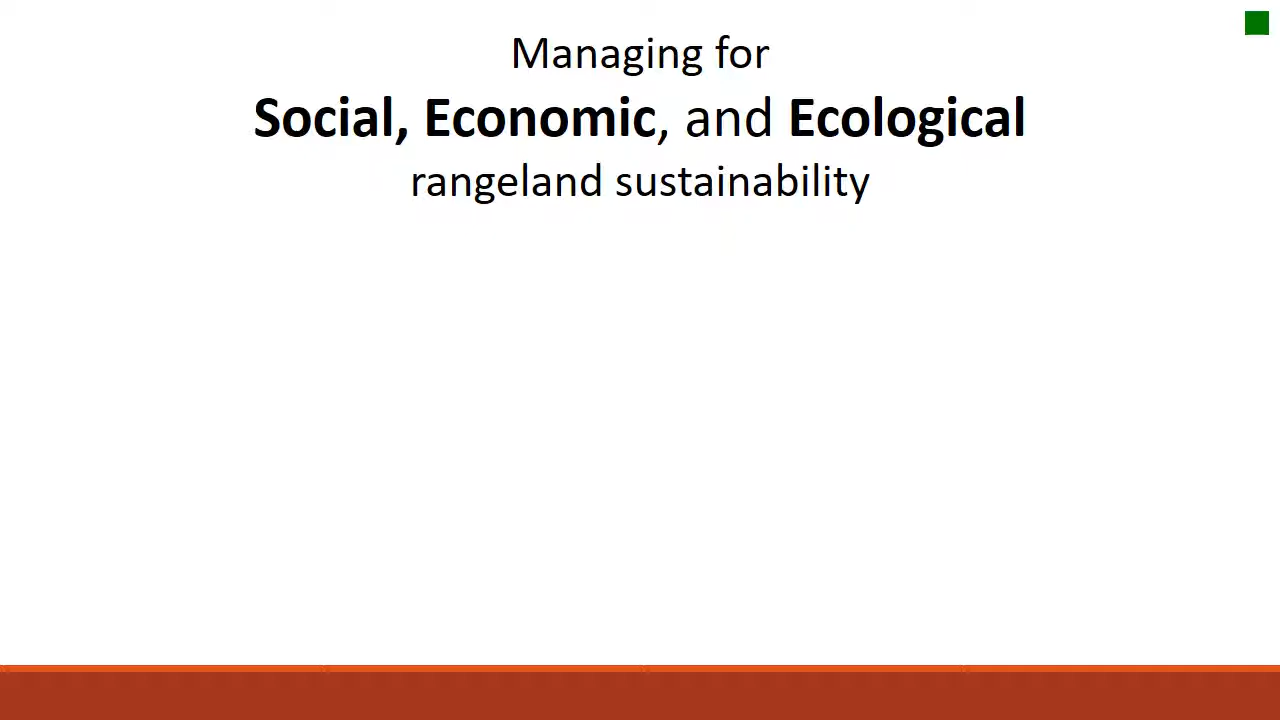 Managing for
Social, Economic, and Ecological
rangeland sustainability